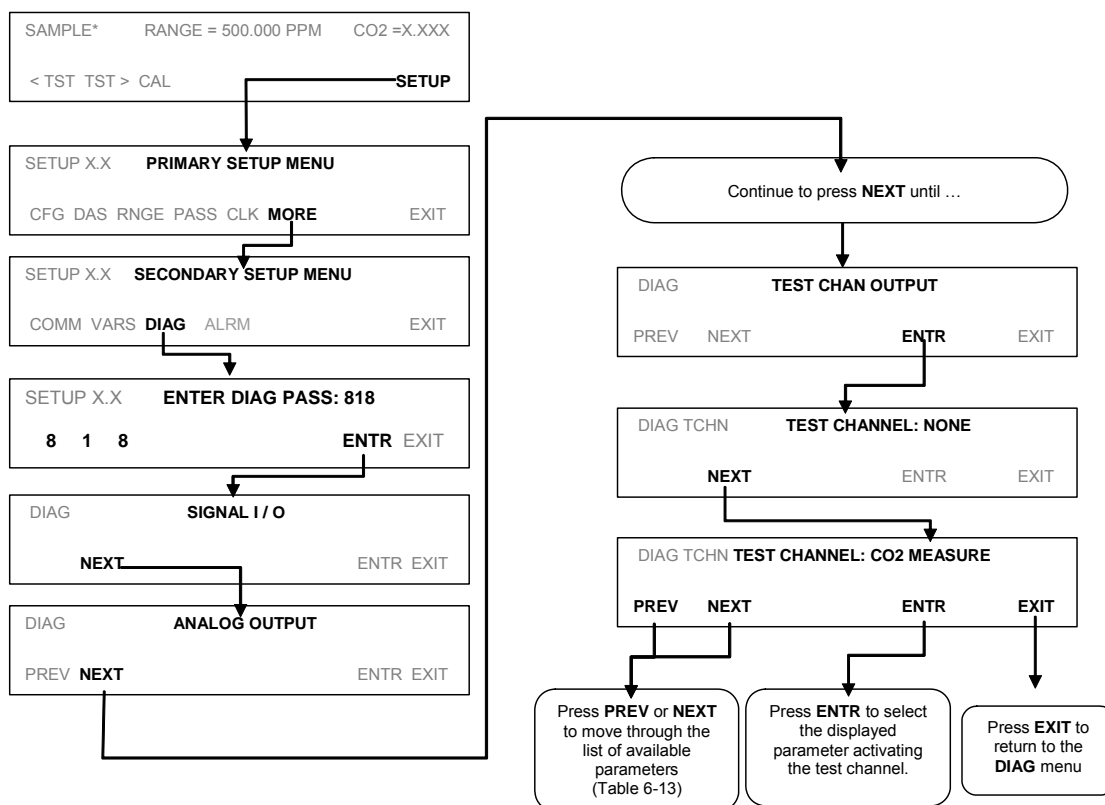 SAMPLE* RANGE = 500.000 PPM CO2 =X.XXX
< TST TST > CAL SETUP
SETUP X.X PRIMARY SETUP MENU
CFG DAS RNGE PASS CLK MORE EXIT
SETUP X.X SECONDARY SETUP MENU
COMM VARS DIAG ALRM EXIT
SETUP X.X ENTER DIAG PASS: 818
8 1 8 ENTR EXIT
DIAG SIGNAL I / O
NEXT ENTR EXIT
DIAG ANALOG OUTPUT
PREV NEXT ENTR EXIT
Continue to press NEXT until …
DIAG TEST CHAN OUTPUT
PREV NEXT ENTR EXIT
DIAG TCHN TEST CHANNEL: NONE
NEXT ENTR EXIT
DIAG TCHN TEST CHANNEL: CO2 MEASURE
PREV NEXT ENTR EXIT
Press PREV or NEXT
to move through the
list of available
parameters
(Table 6-13)
Press ENTR to select
the displayed
parameter activating
the test channel.
Press EXIT to
return to the
DIAG menu